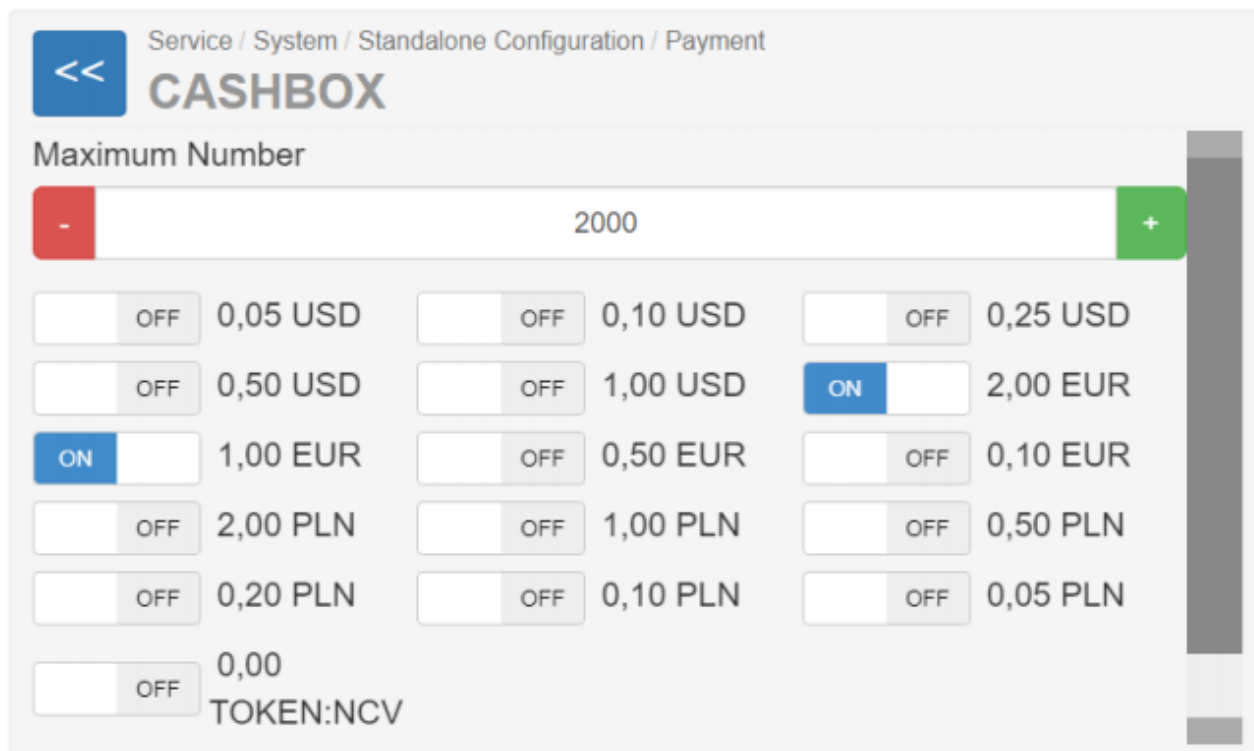 << Service / System / Standalone Configuration / Payment
CASHBOX
Maximum Number
- 2000 +
OFF 0,05 USD OFF 0,10 USD OFF 0,25 USD
OFF 0,50 USD OFF 1,00 USD ON 2,00 EUR
ON 1,00 EUR OFF 0,50 EUR OFF 0,10 EUR
OFF 2,00 PLN OFF 1,00 PLN OFF 0,50 PLN
OFF 0,20 PLN OFF 0,10 PLN OFF 0,05 PLN
OFF 0,00
TOKEN:NCV